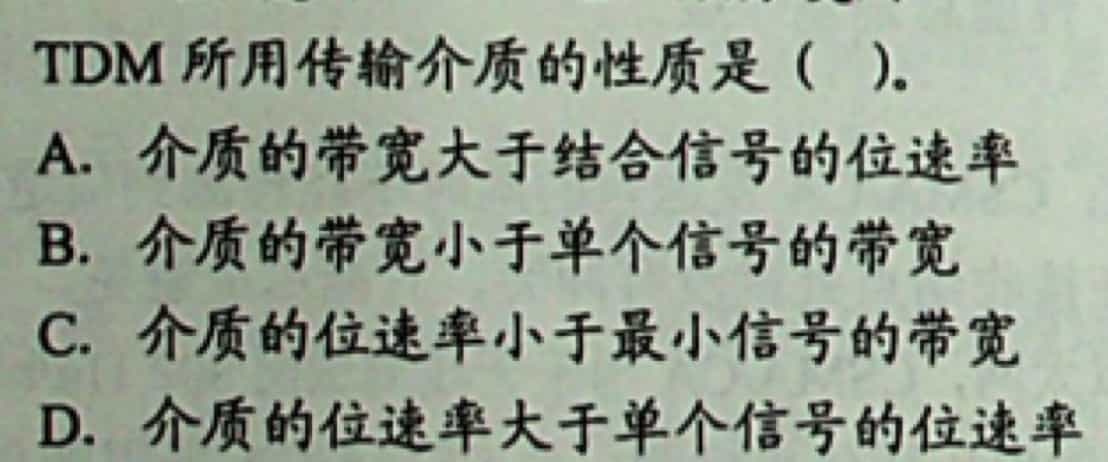 TDM 所用传输介质的性质是（ ）。
A. 介质的带宽大于结合信号的位速率
B. 介质的带宽小于单个信号的带宽
C. 介质的位速率小于最小信号的带宽
D. 介质的位速率大于单个信号的位速率